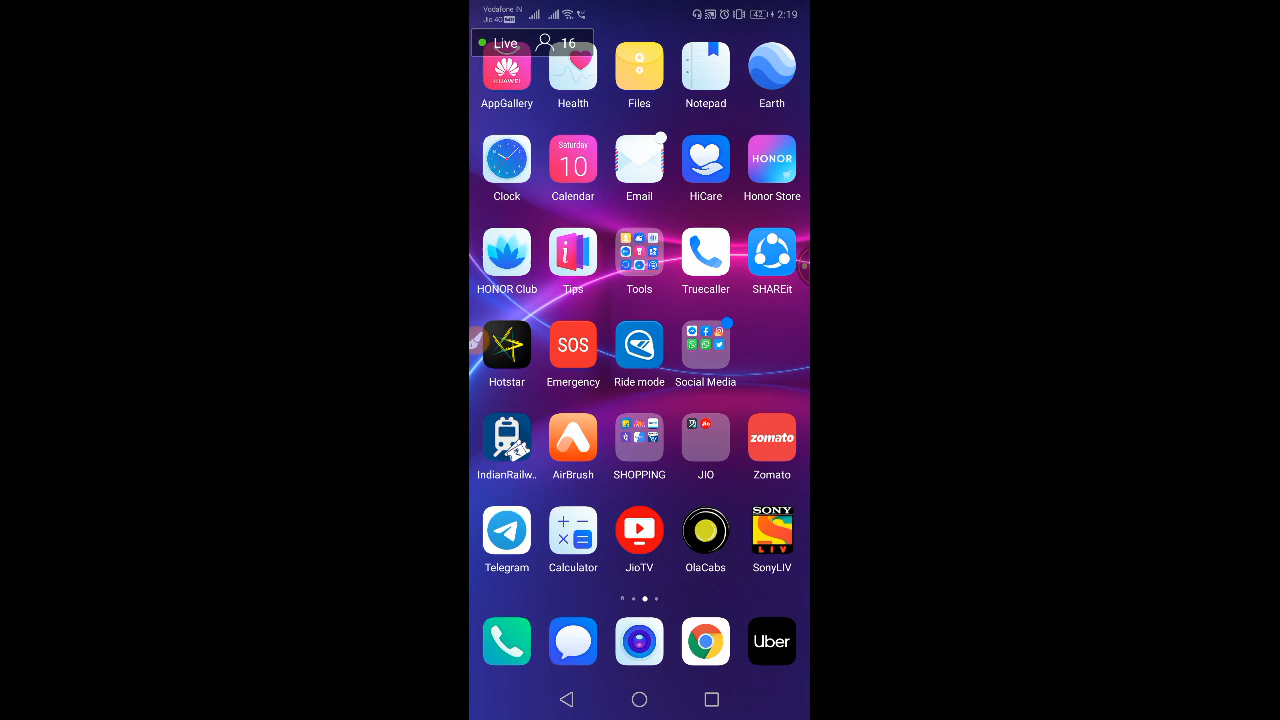 Vodafone IN
Jio 4G
42 2:19
Live 16
HUAWEI
AppGallery Health Files Notepad Earth
Saturday
10
HONOR
Clock Calendar Email HiCare Honor Store
HONOR Club Tips Tools Truecaller SHAREit
SOS
Hotstar Emergency Ride mode Social Media
zomato
IndianRailw.. AirBrush SHOPPING JIO Zomato
SONY
LIV
Telegram Calculator JioTV OlaCabs SonyLIV
Uber